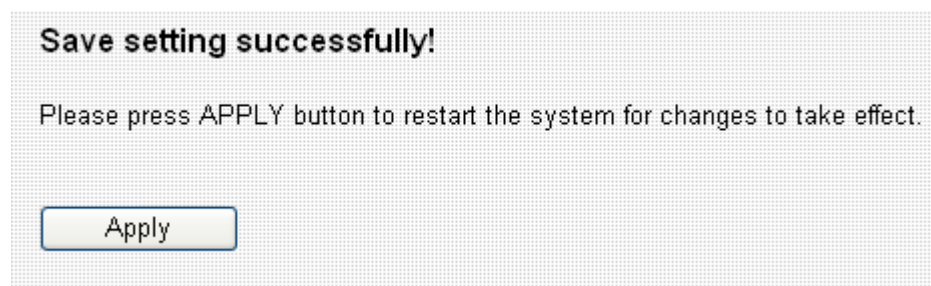 Save setting successfully!
Please press APPLY button to restart the system for changes to take effect.
Apply